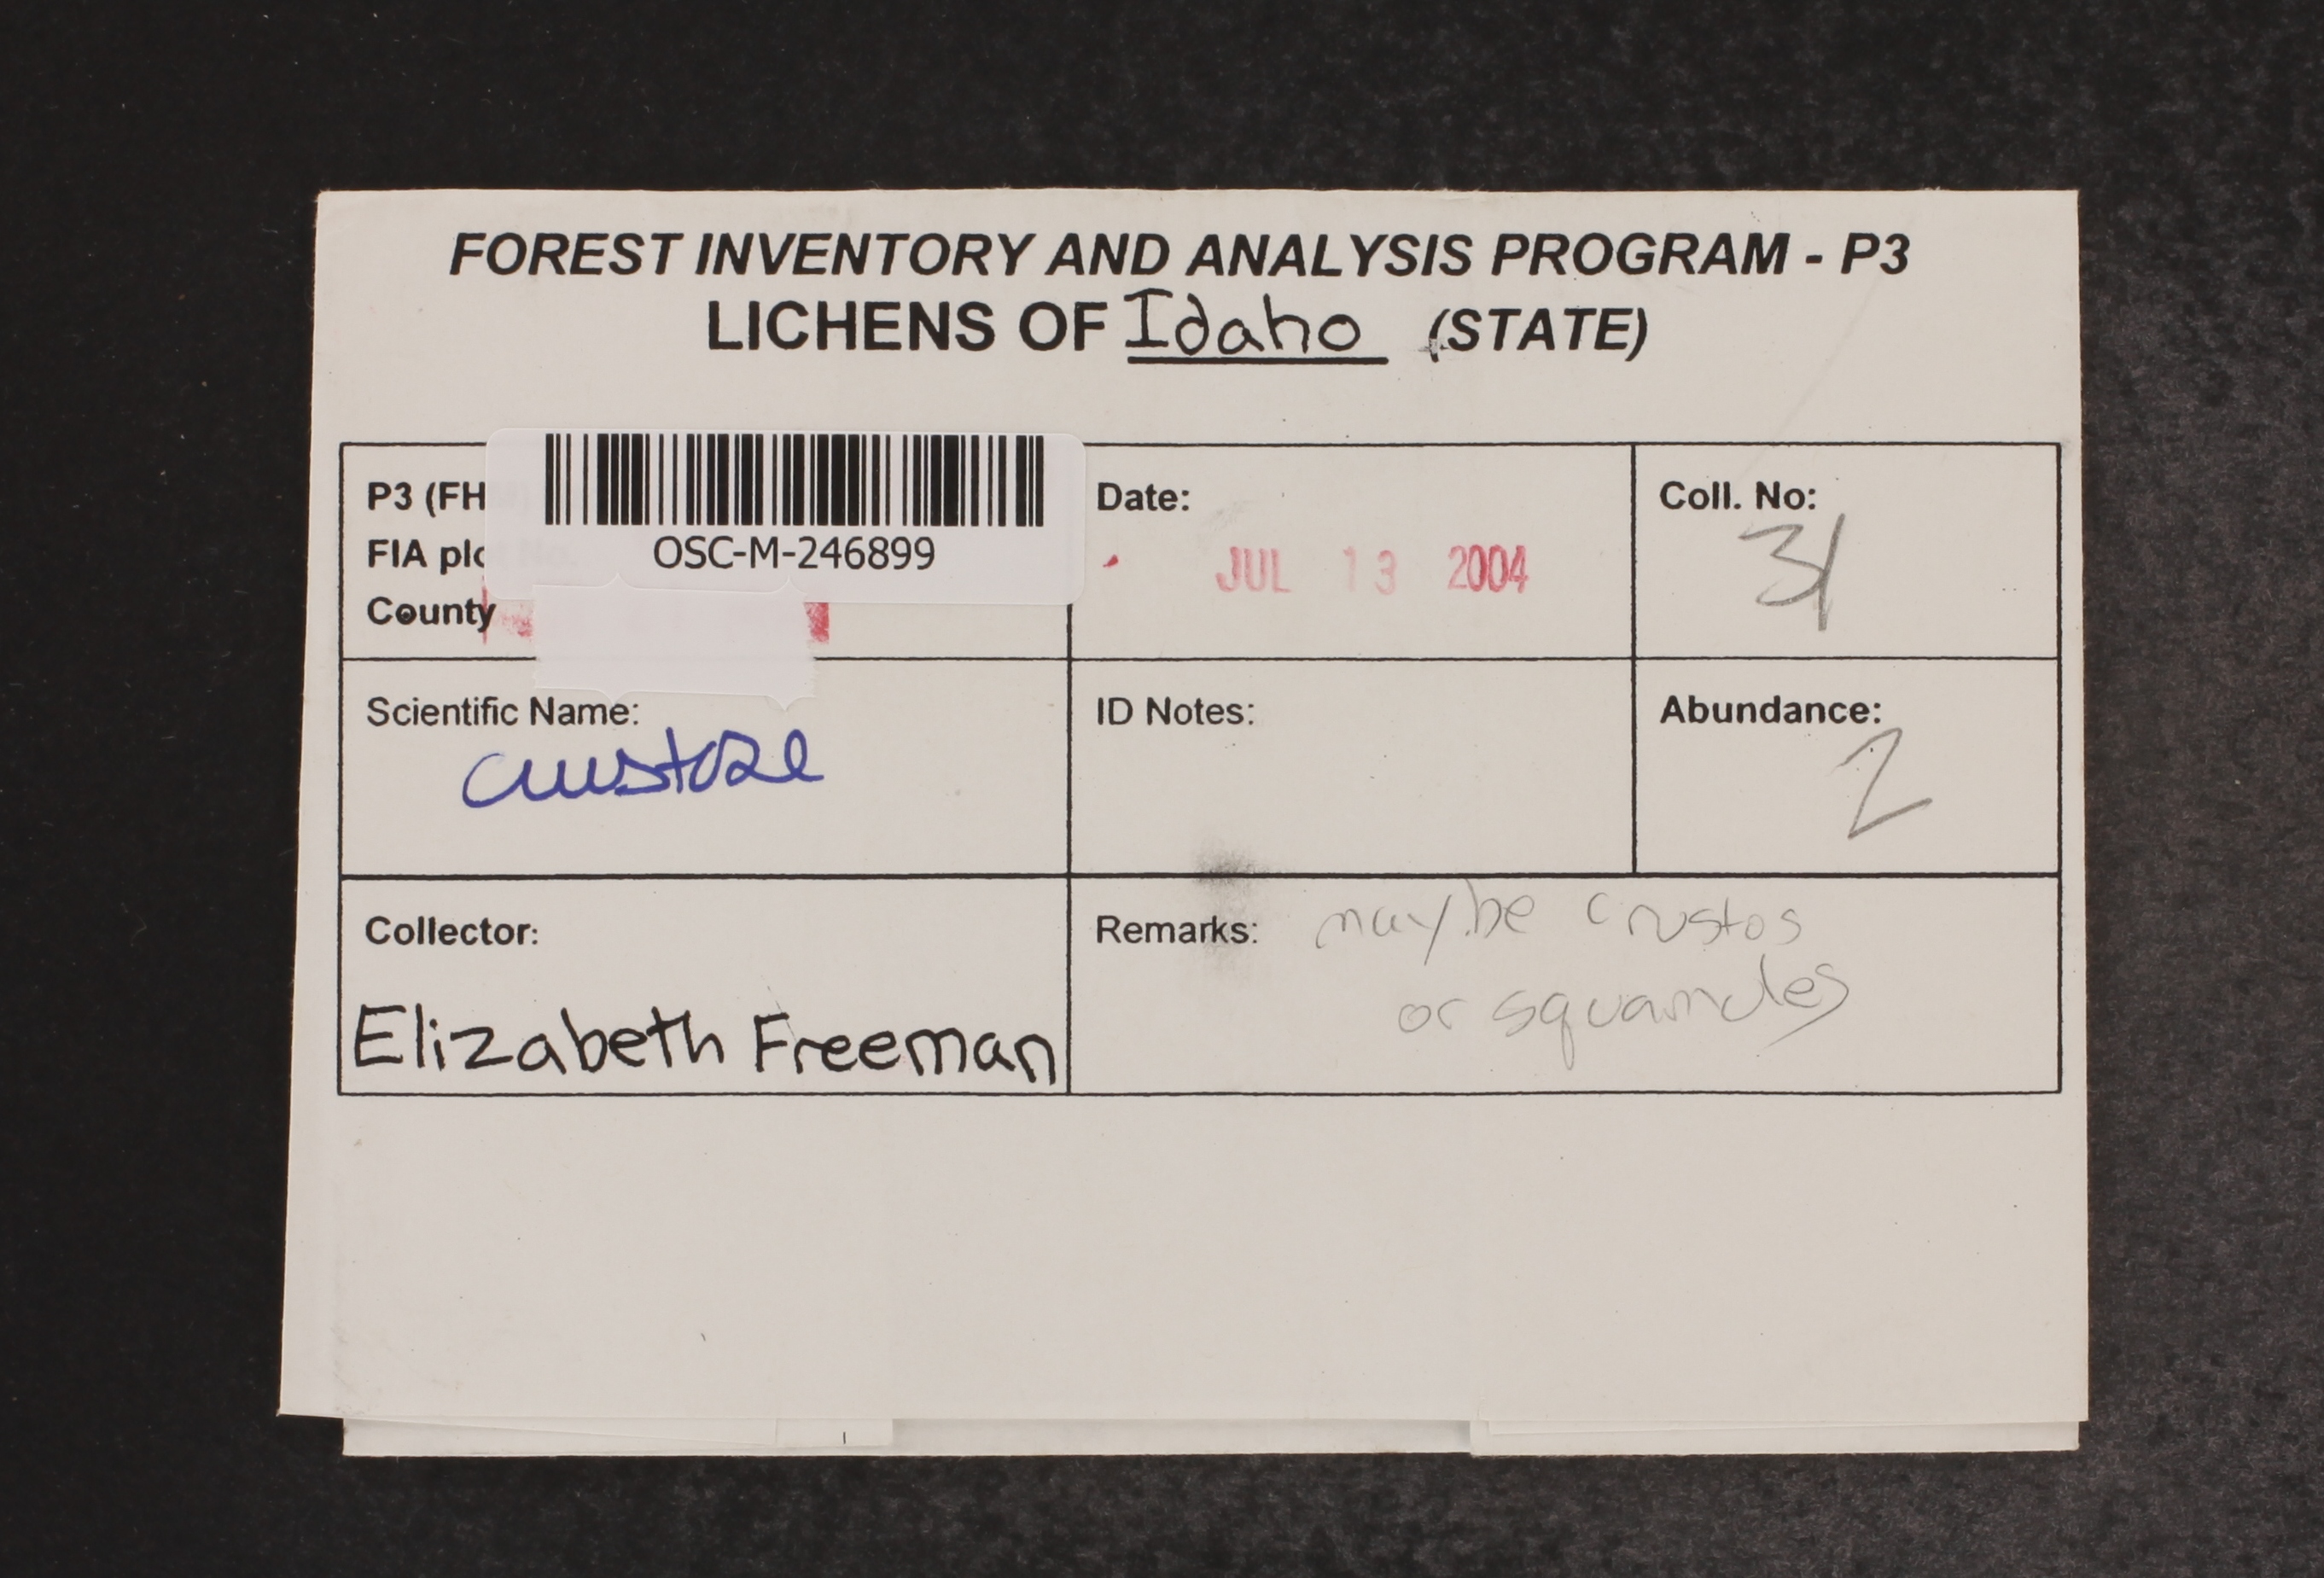 FOREST INVENTORY AND ANALYSIS PROGRAM - P3
LICHENS OF Idaho (STATE)
P3 (FH
FIA plo
County
OSC-M-246899
Date:
JUL 13 2004
Coll. No:
31
Scientific Name:
crustose
ID Notes:
Abundance:
2
Collector:
Elizabeth Freeman
Remarks: maybe crustos
or squamules